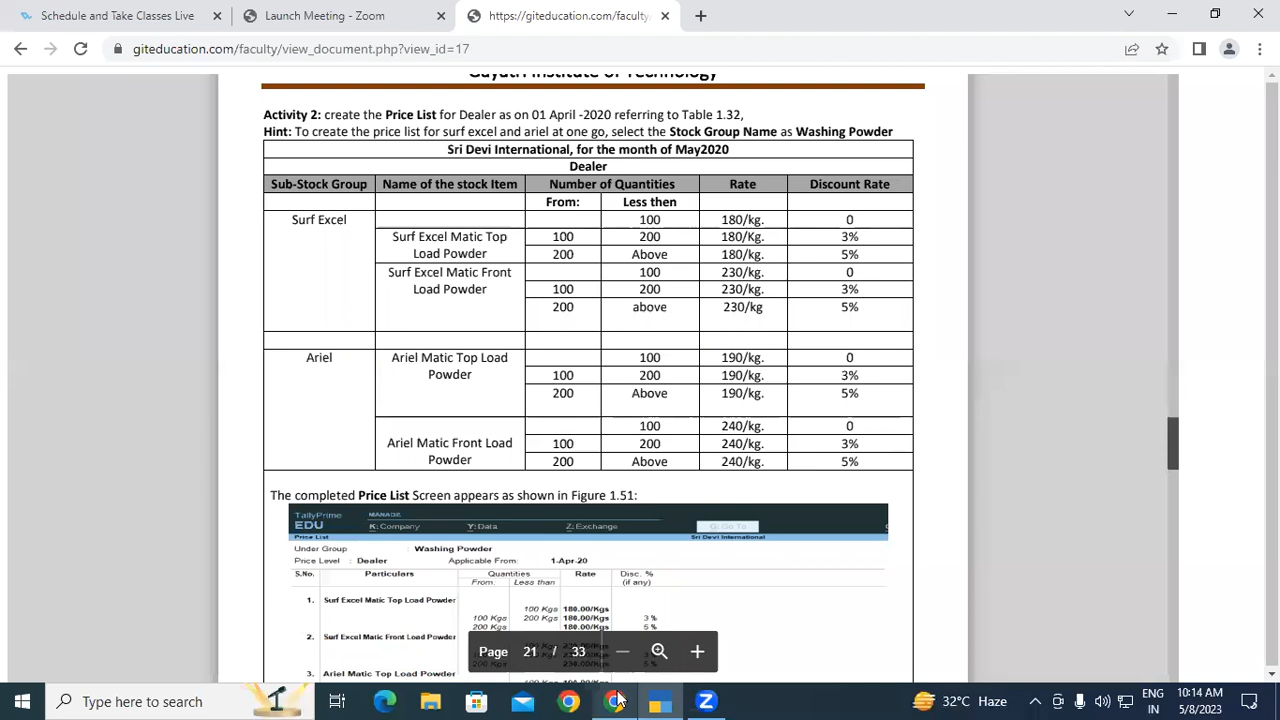 Schedule and Take Classes Live
Launch Meeting - Zoom
https://giteducation.com/faculty/
giteducation.com/faculty/view_document.php?view_id=17
Gayatri Institute of Technology
Activity 2: create the Price List for Dealer as on 01 April -2020 referring to Table 1.32,
Hint: To create the price list for surf excel and ariel at one go, select the Stock Group Name as Washing Powder
Sri Devi International, for the month of May2020
Dealer
Sub-Stock Group Name of the stock Item Number of Quantities Rate Discount Rate
From: Less then
Surf Excel 100 180/kg. 0
Surf Excel Matic Top 100 200 180/Kg. 3%
Load Powder 200 Above 180/kg. 5%
Surf Excel Matic Front 100 230/kg. 0
Load Powder 100 200 230/kg. 3%
200 above 230/kg 5%
Ariel Ariel Matic Top Load 100 190/kg. 0
Powder 100 200 190/kg. 3%
200 Above 190/kg. 5%
100 240/kg. 0
Ariel Matic Front Load 100 200 240/kg. 3%
Powder 200 Above 240/kg. 5%
The completed Price List Screen appears as shown in Figure 1.51:
TallyPrime MANAGE
EDU K: Company Y: Data Z: Exchange G: Go To
Price List Sri Devi International
Under Group : Washing Powder
Price Level : Dealer Applicable From: 1-Apr-20
S.No. Particulars Quantities Rate Disc. %
From: Less than (if any)
1. Surf Excel Matic Top Load Powder
100 Kgs 180.00/Kgs
100 Kgs 200 Kgs 180.00/Kgs 3 %
200 Kgs 180.00/Kgs 5 %
2. Surf Excel Matic Front Load Powder
Page 21 / 33
3. Ariel Matic Top Load Powder
Type here to search
32°C Haze
ENG
IN
10:14 AM
5/8/2023